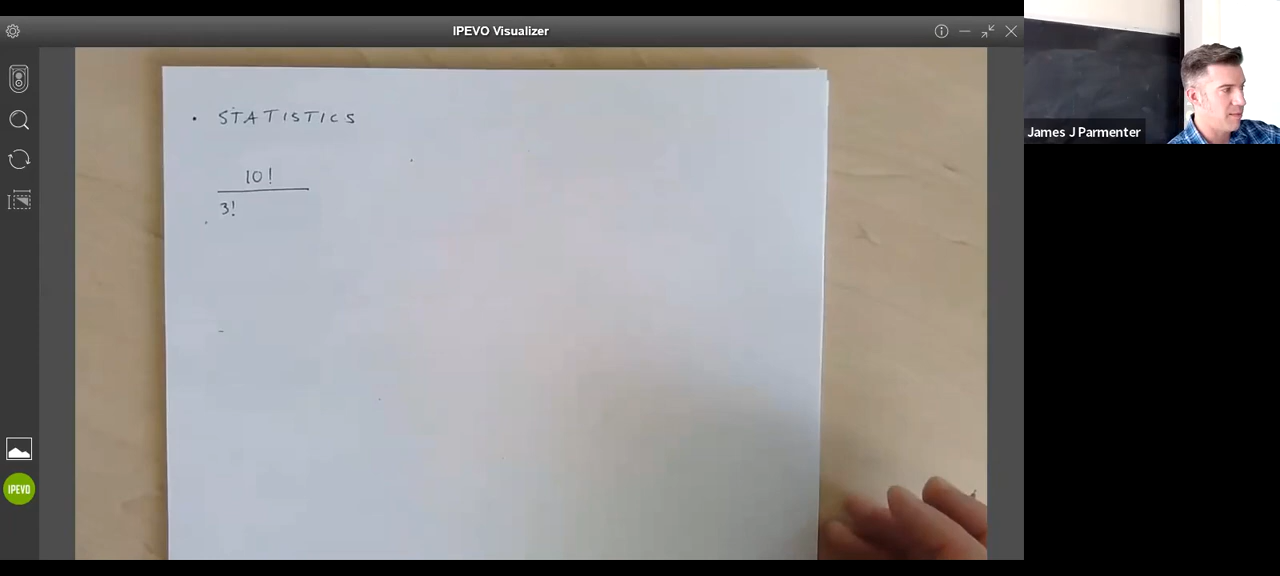 IPEVO Visualizer
James J Parmenter
· STATISTICS
10!
3!
IPEVO